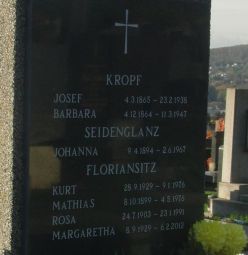 KROPF
JOSEF 4.3.1865 - 23.2.1938
BARBARA 4.12.1864 - 11.3.1947
SEIDENGLANZ
JOHANNA 9.4.1894 - 2.6.1967
FLORIANSITZ
KURT 28.9.1929 - 9.1.1976
MATHIAS 8.10.1899 - 4.5.1976
ROSA 24.7.1903 - 23.1.1991
MARGARETHA 8.9.1929 - 6.2.2012